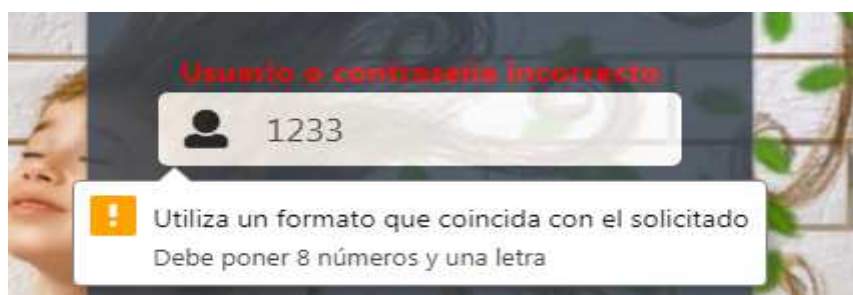 Usuario o contraseña incorrecto
1233
Utiliza un formato que coincida con el solicitado
Debe poner 8 números y una letra